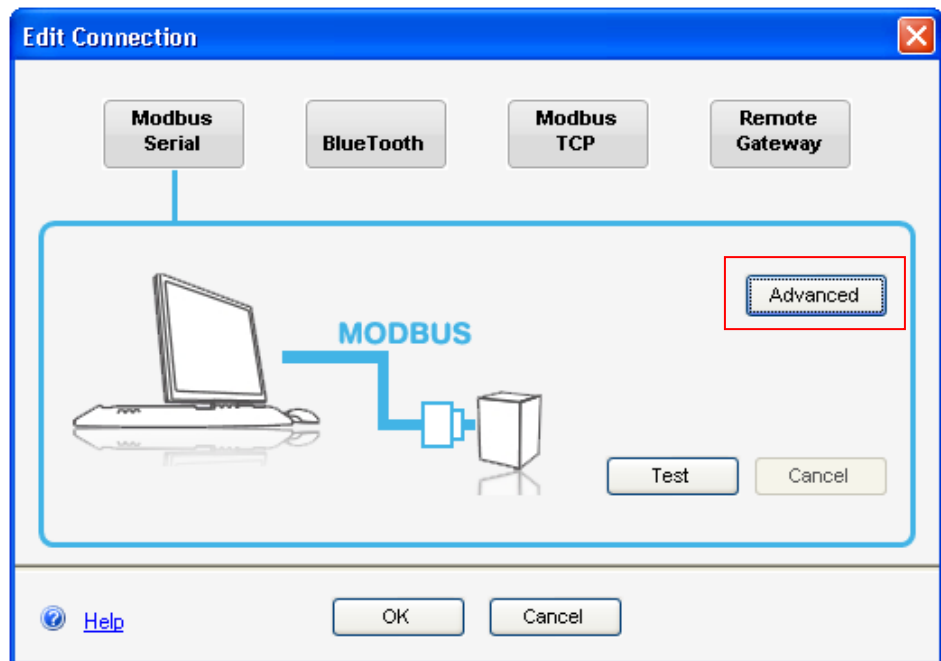 Edit Connection
Modbus
Serial
BlueTooth
Modbus
TCP
Remote
Gateway
Advanced
MODBUS
Test
Cancel
Help
OK
Cancel